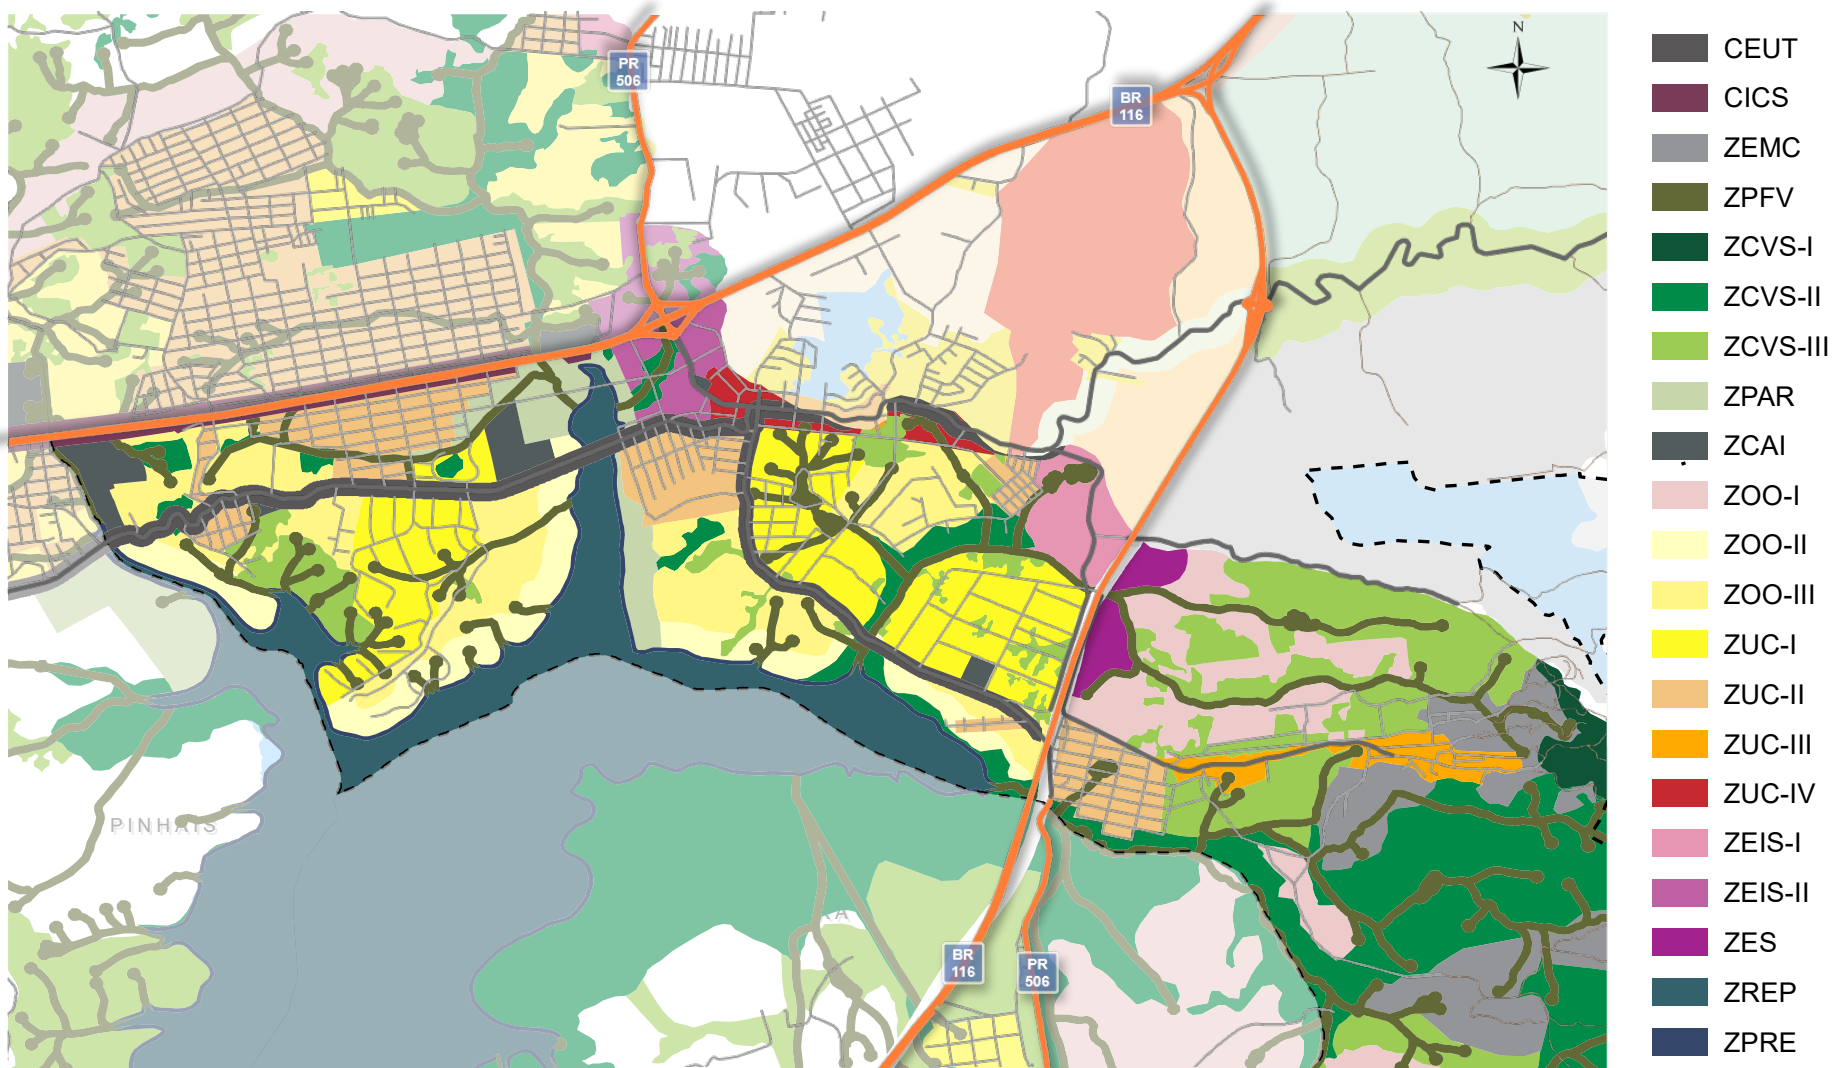 N
PR
506
BR
116
PINHAIS
RA
BR
116
PR
506
CEUT
CICS
ZEMC
ZPFV
ZCVS-I
ZCVS-II
ZCVS-III
ZPAR
ZCAI
ZOO-I
ZOO-II
ZOO-III
ZUC-I
ZUC-II
ZUC-III
ZUC-IV
ZEIS-I
ZEIS-II
ZES
ZREP
ZPRE